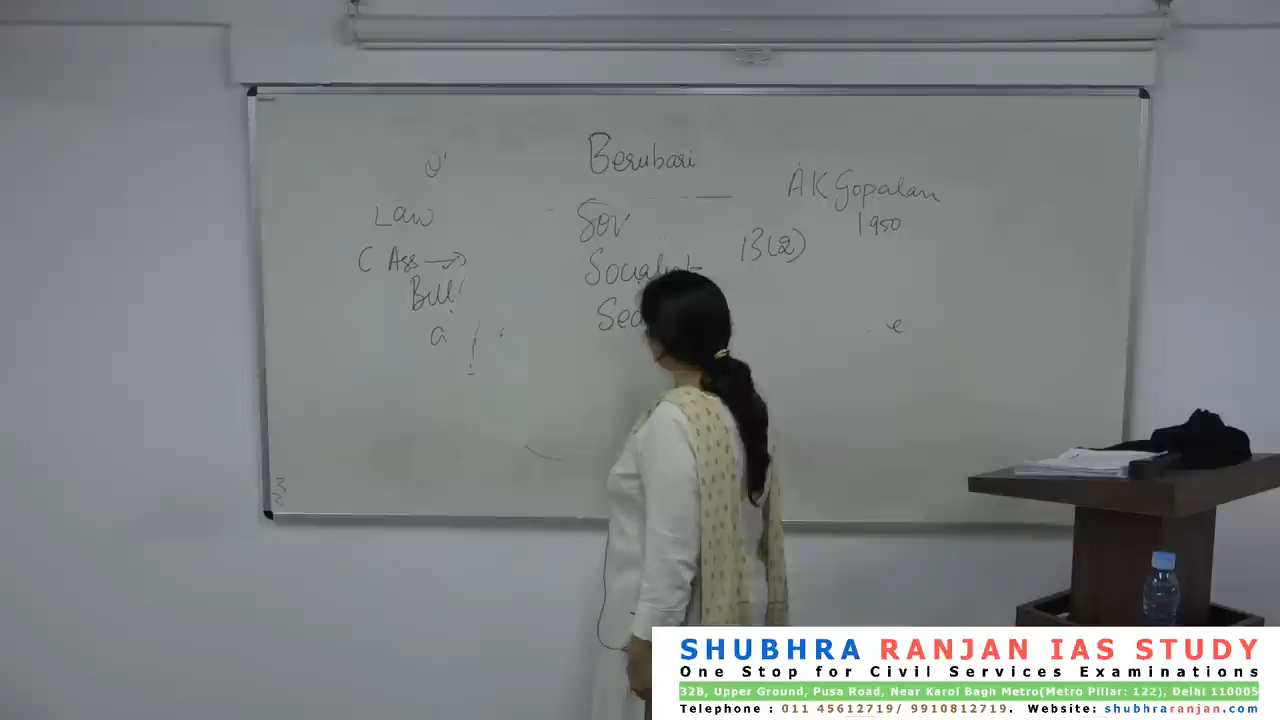 Berubari
Law
C Ass →
Bill
a
Sov
Socialist
Sec
13(2)
AK Gopalan
1950
e
SHUBHRA RANJAN IAS STUDY
One Stop for Civil Services Examinations
32B, Upper Ground, Pusa Road, Near Karol Bagh Metro(Metro Pillar: 122), Delhi 110005
Telephone : 011 45612719/ 9910812719. Website: shubhraranjan.com